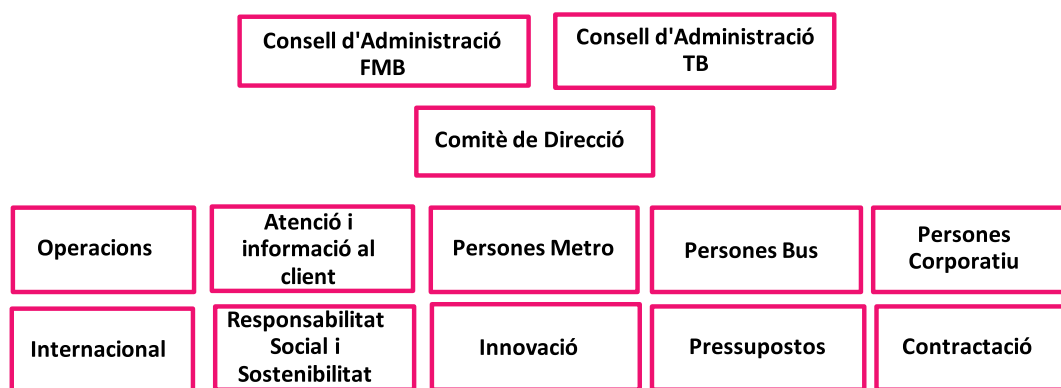 Consell d'Administració
FMB
Consell d'Administració
TB
Comitè de Direcció
Operacions
Atenció i
informació al
client
Persones Metro
Persones Bus
Persones
Corporatiu
Internacional
Responsabilitat
Social i
Sostenibilitat
Innovació
Pressupostos
Contractació